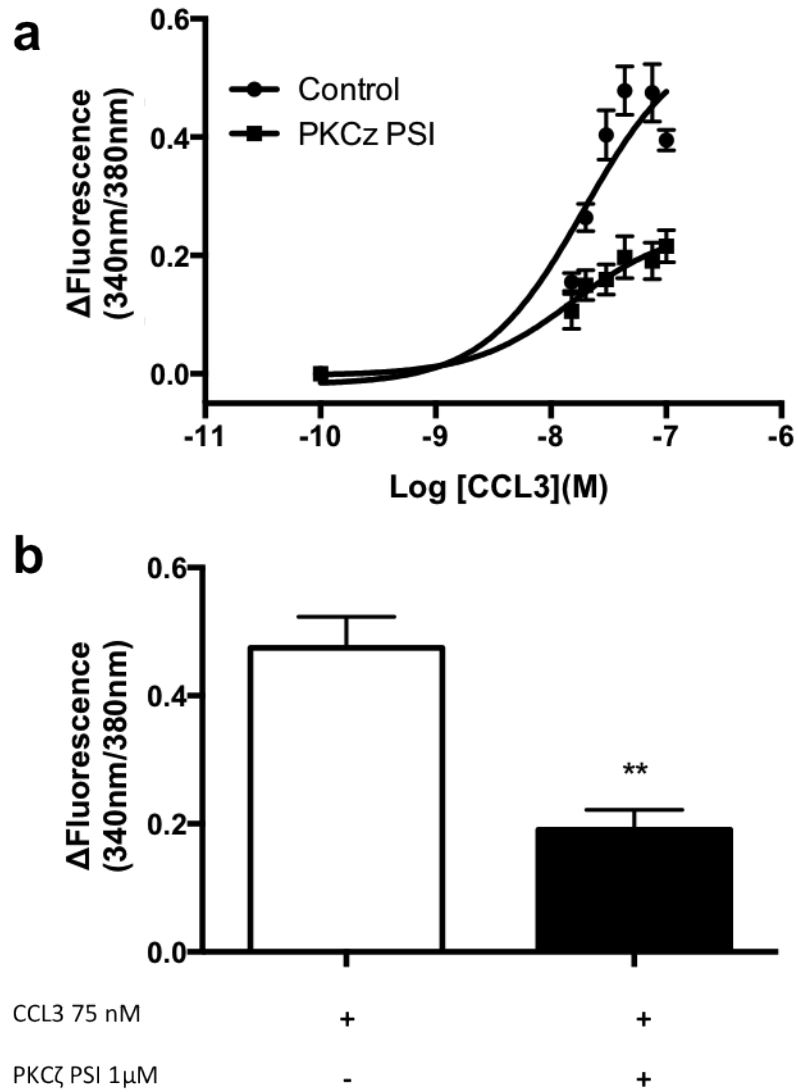 a
0.6
0.4
0.2
0.0
ΔFluorescence
(340nm/380nm)
Control
PKCz PSI
-11 -10 -9 -8 -7 -6
Log [CCL3](M)
b
0.6
0.4
0.2
0.0
ΔFluorescence
(340nm/380nm)
**
CCL3 75 nM + +
PKCζ PSI 1µM - +